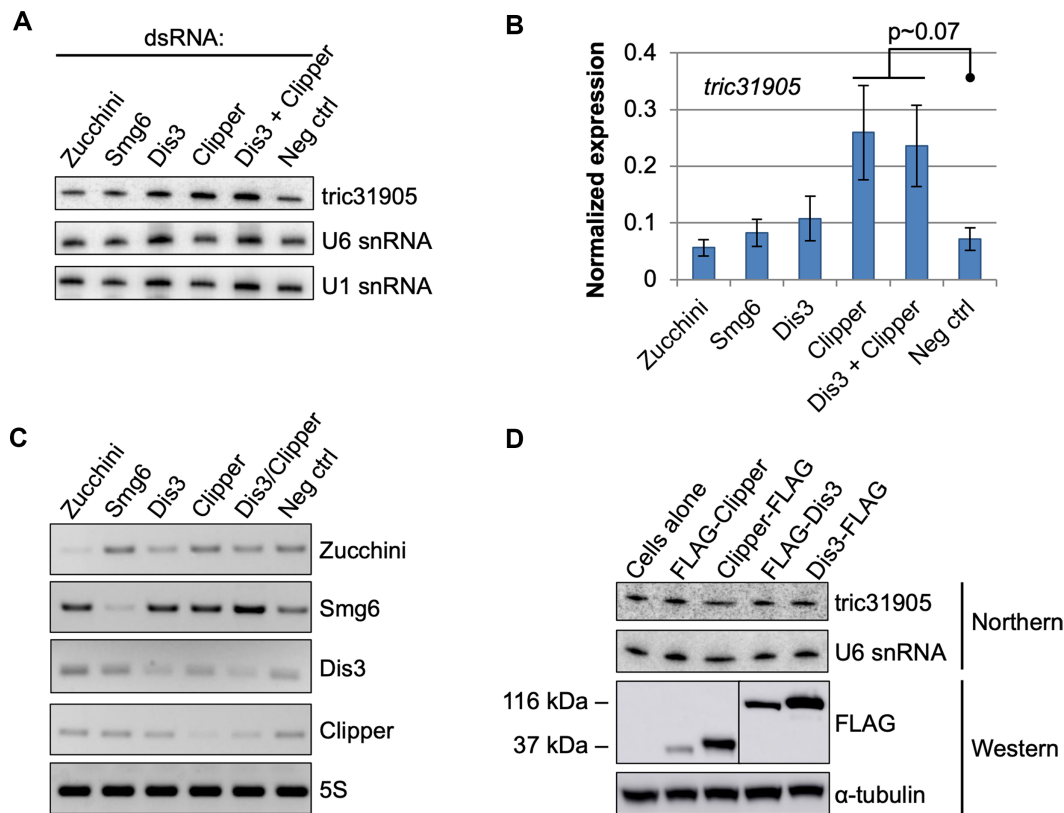 A
dsRNA:
Zucchini
Smg6
Dis3
Clipper
Dis3 + Clipper
Neg ctrl
tric31905
U6 snRNA
U1 snRNA
B
p~0.07
tric31905
Normalized expression
0.4
0.3
0.2
0.1
0
Zucchini
Smg6
Dis3
Clipper
Dis3 + Clipper
Neg ctrl
C
Zucchini
Smg6
Dis3
Clipper
Dis3/Clipper
Neg ctrl
Zucchini
Smg6
Dis3
Clipper
5S
D
Cells alone
FLAG-Clipper
Clipper-FLAG
FLAG-Dis3
Dis3-FLAG
tric31905
U6 snRNA
Northern
116 kDa –
37 kDa –
FLAG
α-tubulin
Western